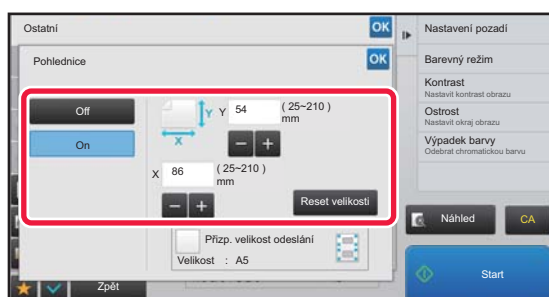 Ostatní
OK
Pohlednice
OK
Off
On
Y
Y
54
( 25~210 )
mm
X
X
86
( 25~210 )
mm
Reset velikosti
Přizp. velikost odeslání
Velikost : A5
Zpět
Nastavení pozadí
Barevný režim
Kontrast
Nastavit kontrast obrazu
Ostrost
Nastavit okraj obrazu
Výpadek barvy
Odebrat chromatickou barvu
Náhled
CA
Start